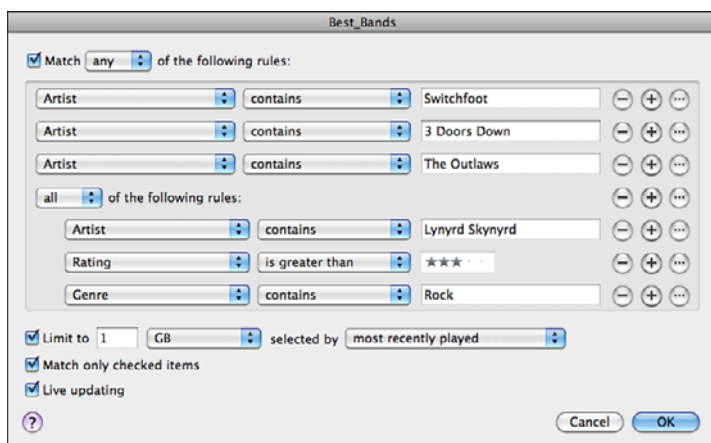 Best_Bands
Match any of the following rules:
Artist contains Switchfoot
Artist contains 3 Doors Down
Artist contains The Outlaws
all of the following rules:
Artist contains Lynyrd Skynyrd
Rating is greater than ★★★
Genre contains Rock
Limit to 1 GB selected by most recently played
Match only checked items
Live updating
? Cancel OK